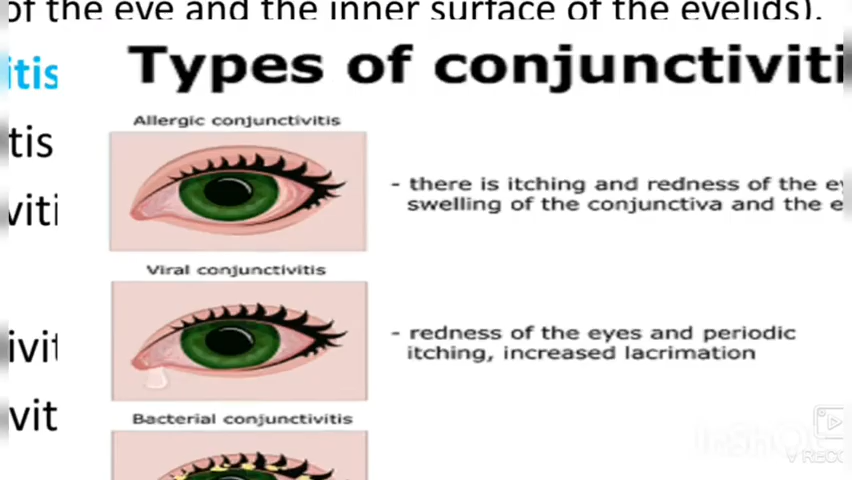 of the eye and the inner surface of the eyelids).
itis
tis
viti
ivit
vit
Types of conjunctiviti
Allergic conjunctivitis
- there is itching and redness of the ey
swelling of the conjunctiva and the e
Viral conjunctivitis
- redness of the eyes and periodic
itching, increased lacrimation
Bacterial conjunctivitis